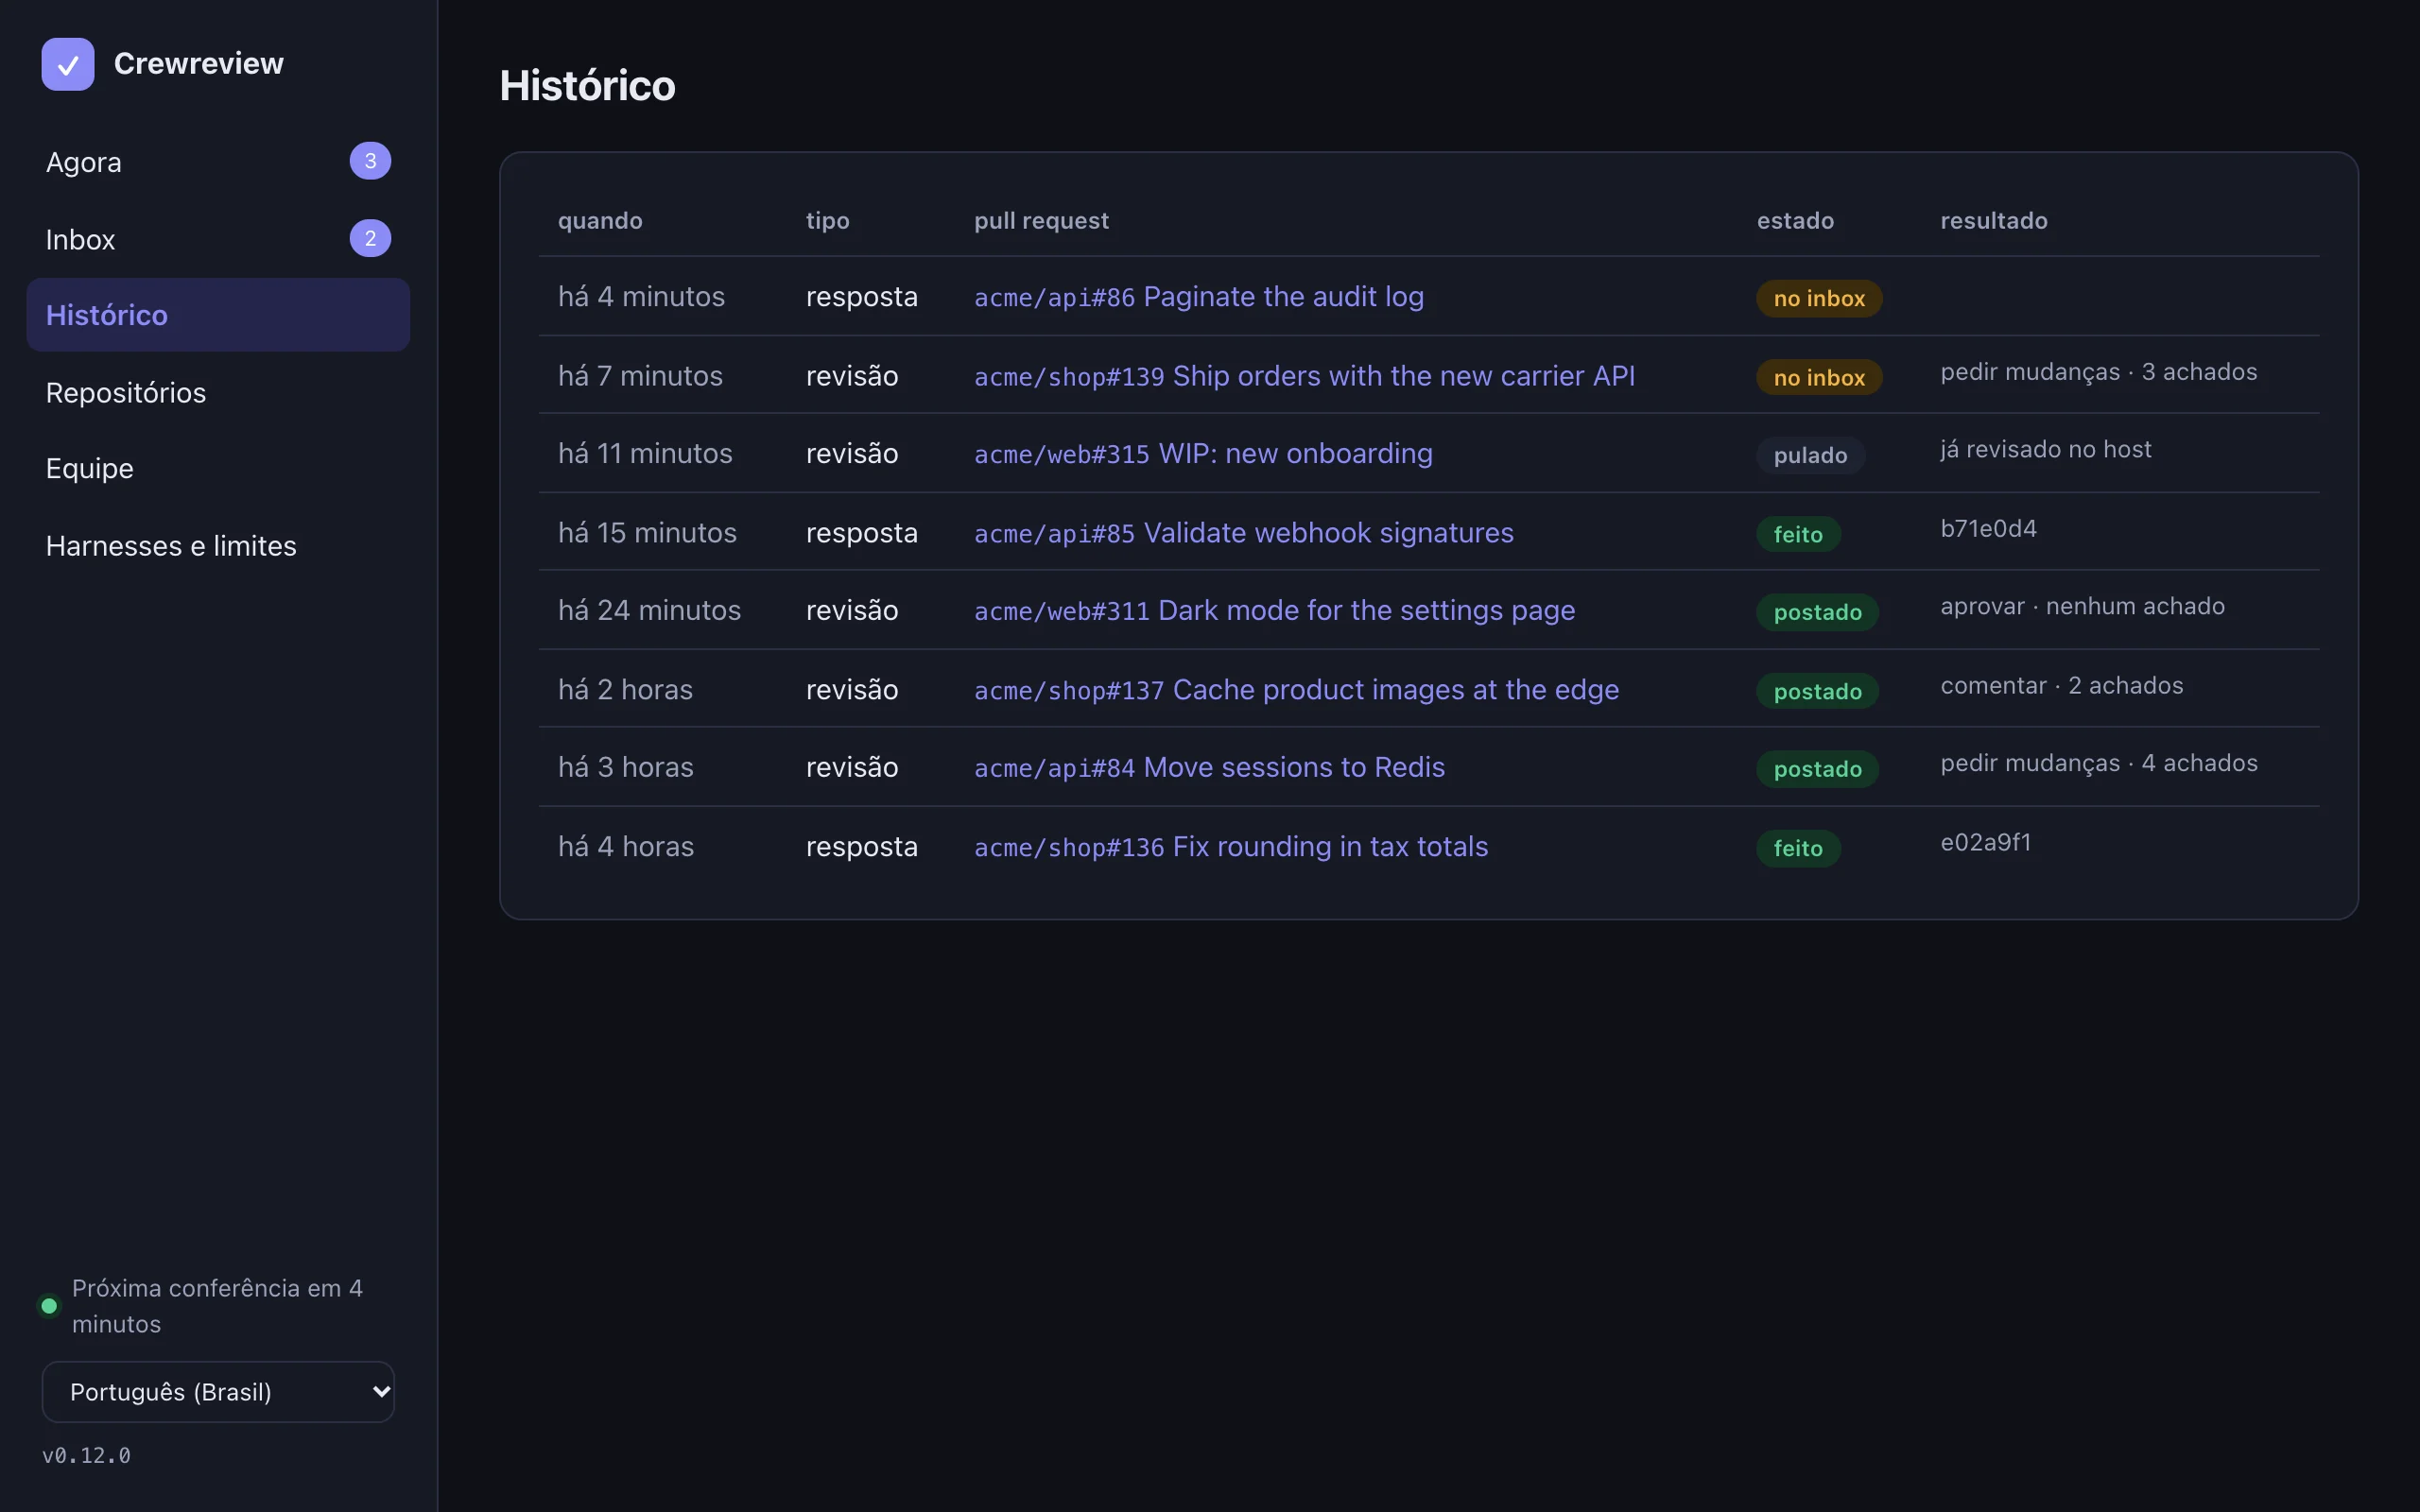 Crewreview
Agora 3
Inbox 2
Histórico
Repositórios
Equipe
Harnesses e limites
Próxima conferência em 4
minutos
Português (Brasil)
v0.12.0
Histórico
quando tipo pull request estado resultado
há 4 minutos resposta acme/api#86 Paginate the audit log no inbox
há 7 minutos revisão acme/shop#139 Ship orders with the new carrier API no inbox pedir mudanças · 3 achados
há 11 minutos revisão acme/web#315 WIP: new onboarding pulado já revisado no host
há 15 minutos resposta acme/api#85 Validate webhook signatures feito b71e0d4
há 24 minutos revisão acme/web#311 Dark mode for the settings page postado aprovar · nenhum achado
há 2 horas revisão acme/shop#137 Cache product images at the edge postado comentar · 2 achados
há 3 horas revisão acme/api#84 Move sessions to Redis postado pedir mudanças · 4 achados
há 4 horas resposta acme/shop#136 Fix rounding in tax totals feito e02a9f1